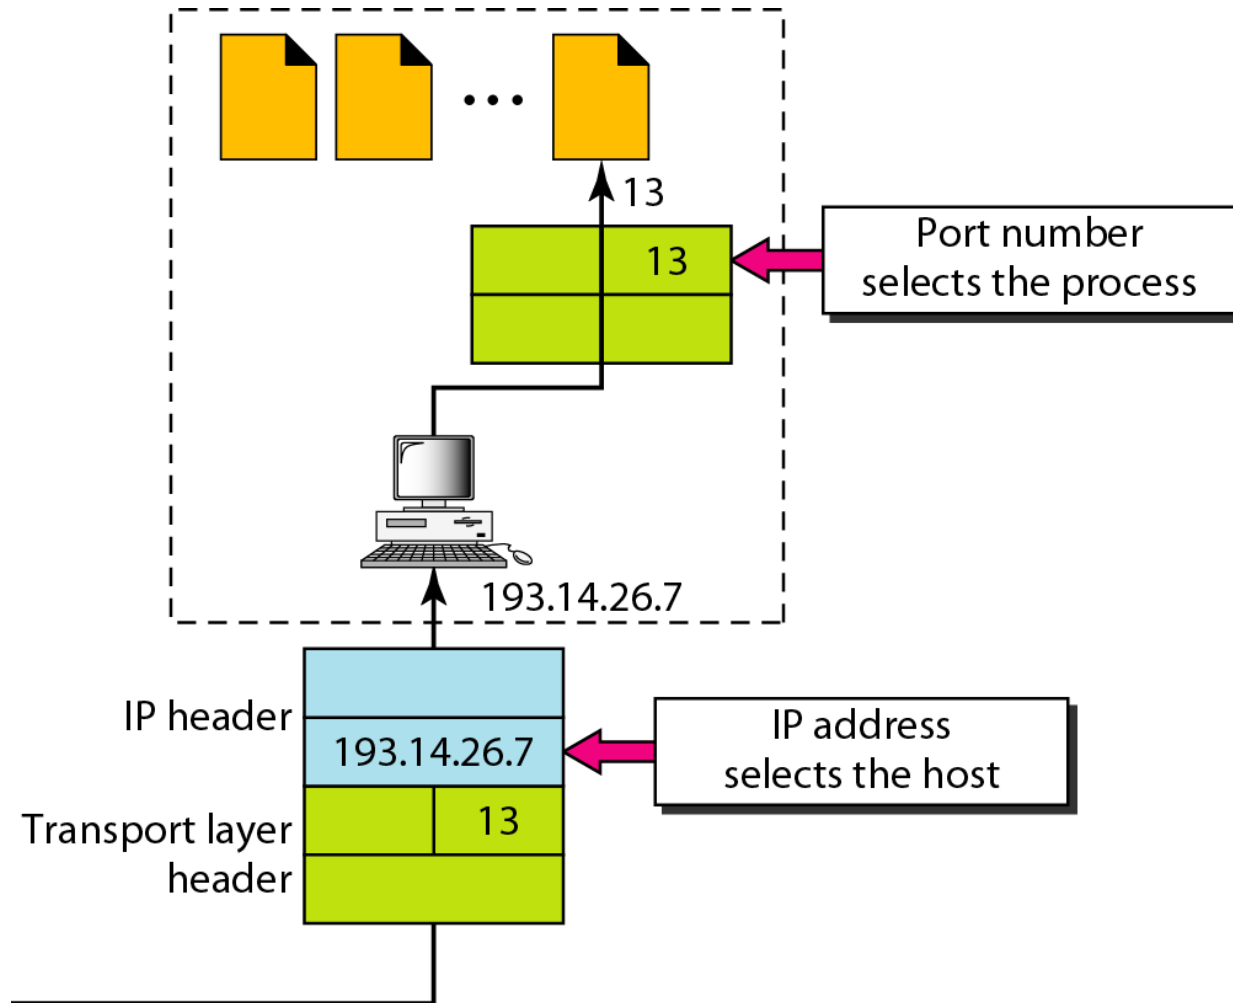 13
13
Port number
selects the process
193.14.26.7
IP header
193.14.26.7
IP address
selects the host
Transport layer
header
13